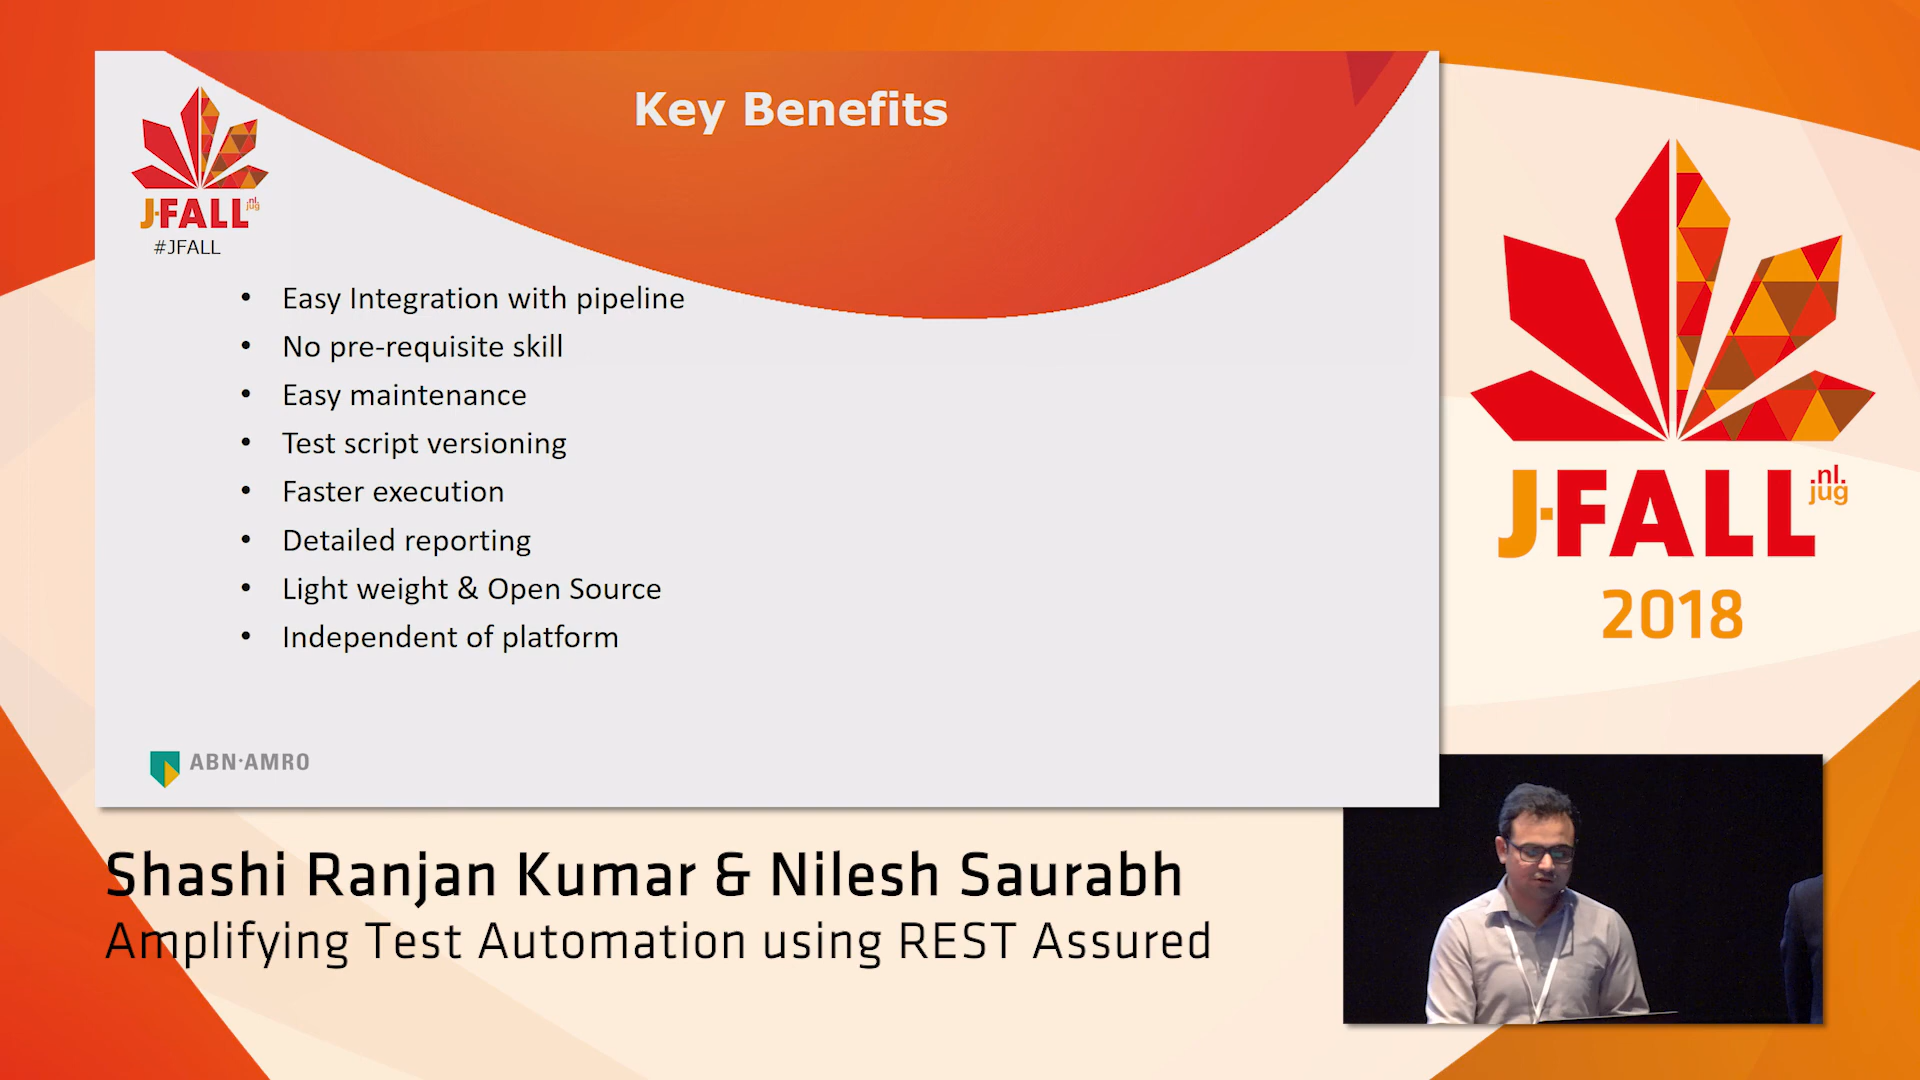 Key Benefits
J·FALL
nl.
jug
#JFALL
• Easy Integration with pipeline
• No pre-requisite skill
• Easy maintenance
• Test script versioning
• Faster execution
• Detailed reporting
• Light weight & Open Source
• Independent of platform
ABN·AMRO
J·FALL
.nl.
jug
2018
Shashi Ranjan Kumar & Nilesh Saurabh
Amplifying Test Automation using REST Assured